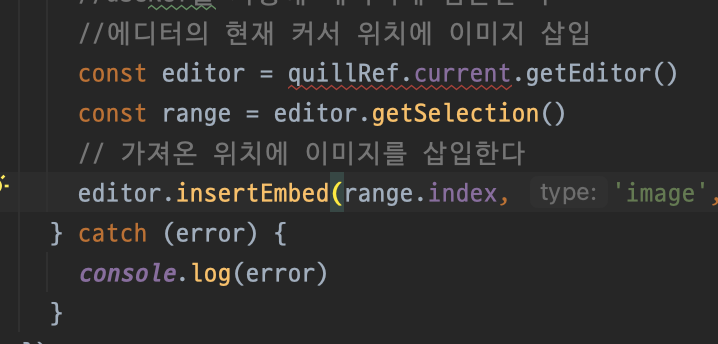 //에디터의 현재 커서 위치에 이미지 삽입
const editor = quillRef.current.getEditor()
const range = editor.getSelection()
// 가져온 위치에 이미지를 삽입한다
editor.insertEmbed(range.index, type: 'image',
} catch (error) {
console.log(error)
}